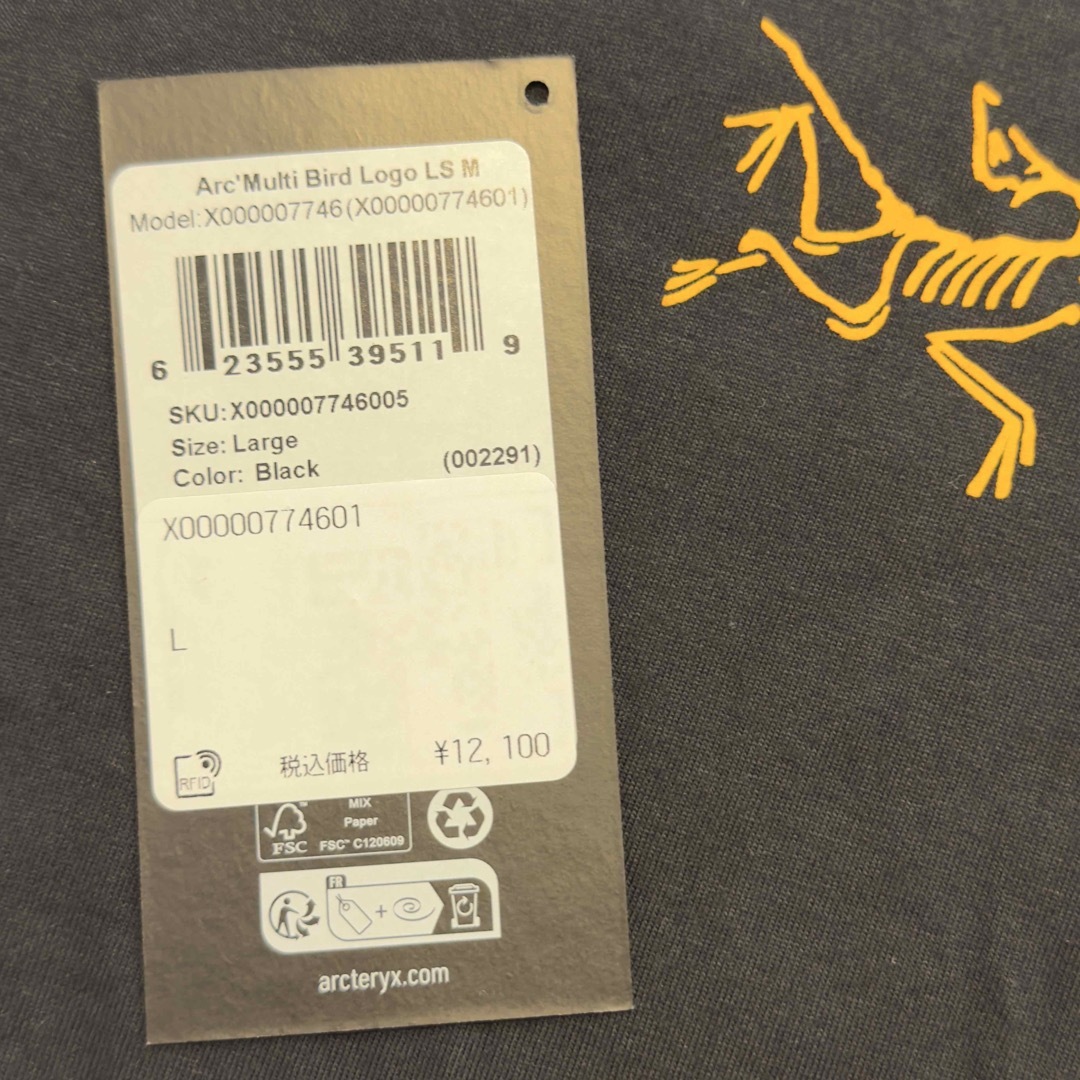 Arc'Multi Bird Logo LS M
Model:X000007746(X00000774601)
6 23555 39511 9
SKU:X000007746005
Size: Large
Color: Black (002291)
X00000774601
L
RFID 税込価格 ¥12,100
MIX
Paper
FSC™ C120609
FSC
FR
arcteryx.com